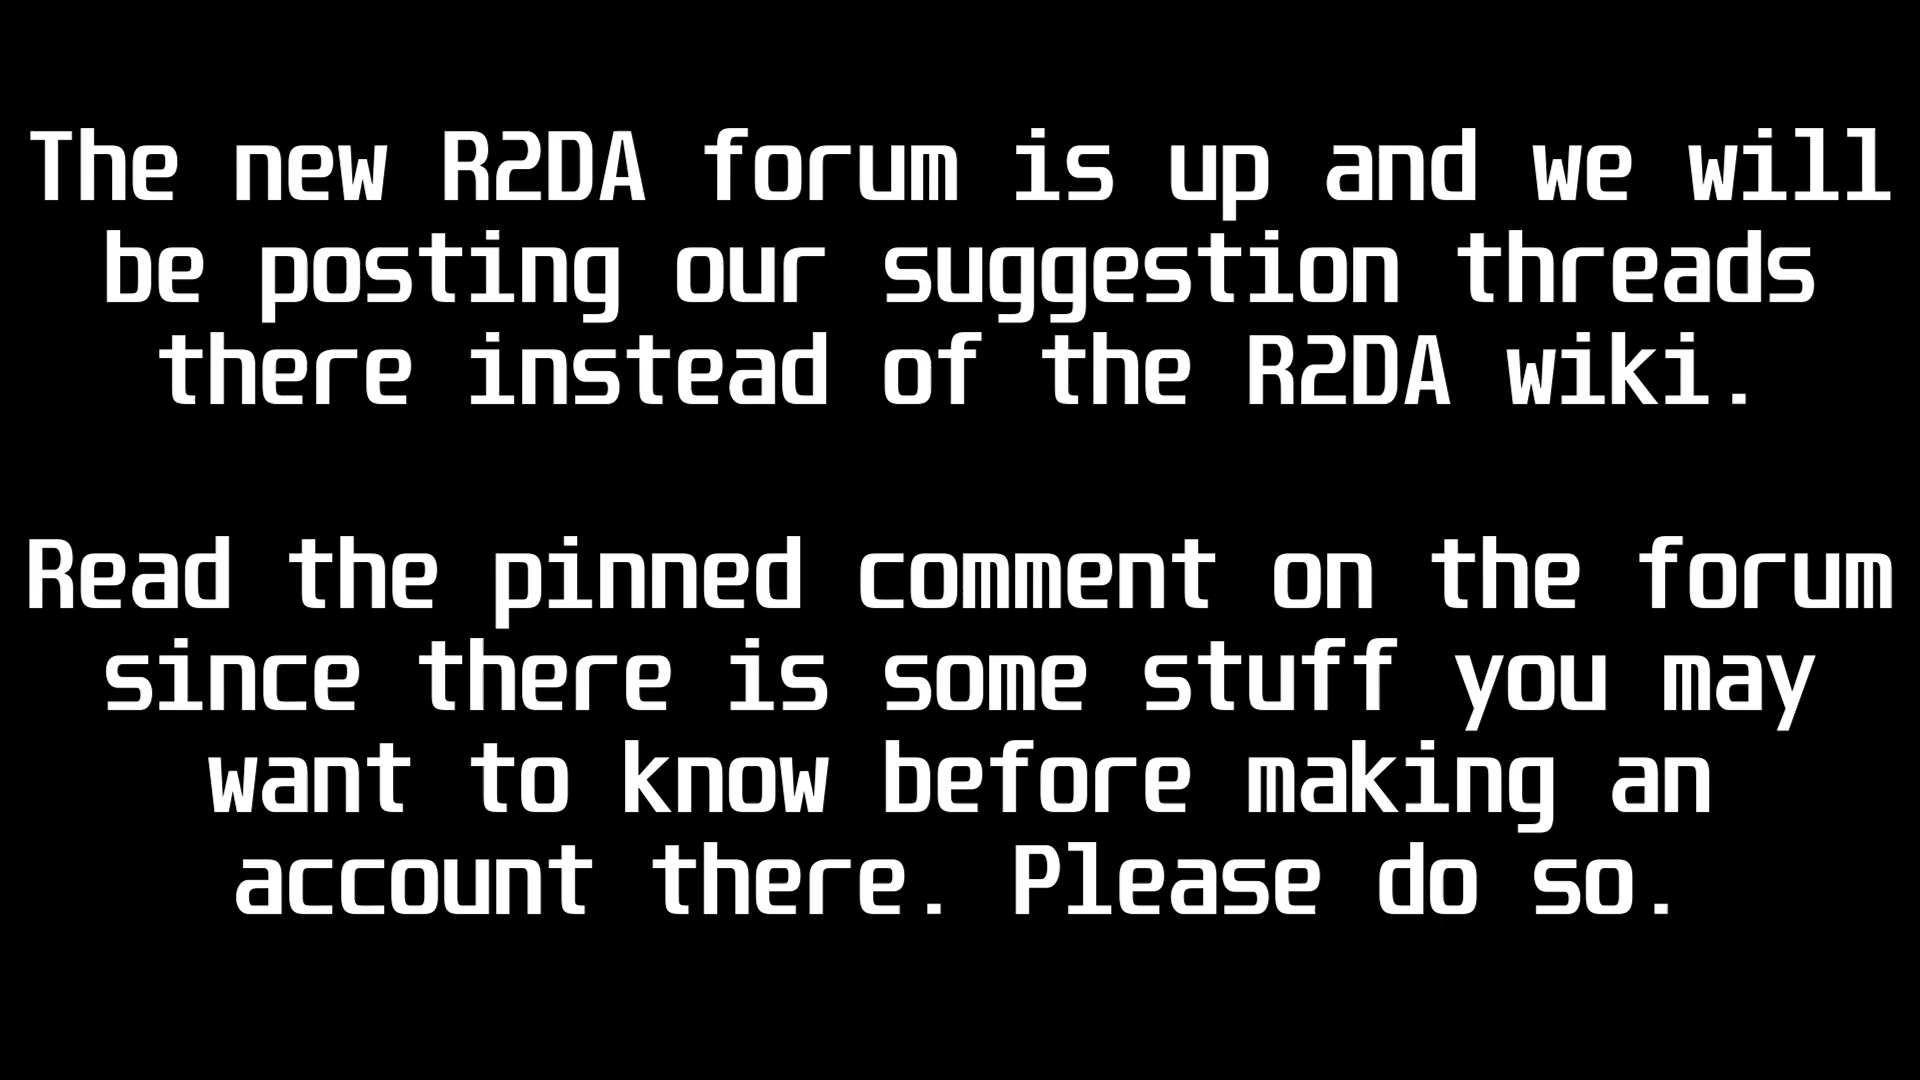 The new R2DA forum is up and we will
be posting our suggestion threads
there instead of the R2DA wiki.
Read the pinned comment on the forum
since there is some stuff you may
want to know before making an
account there. Please do so.